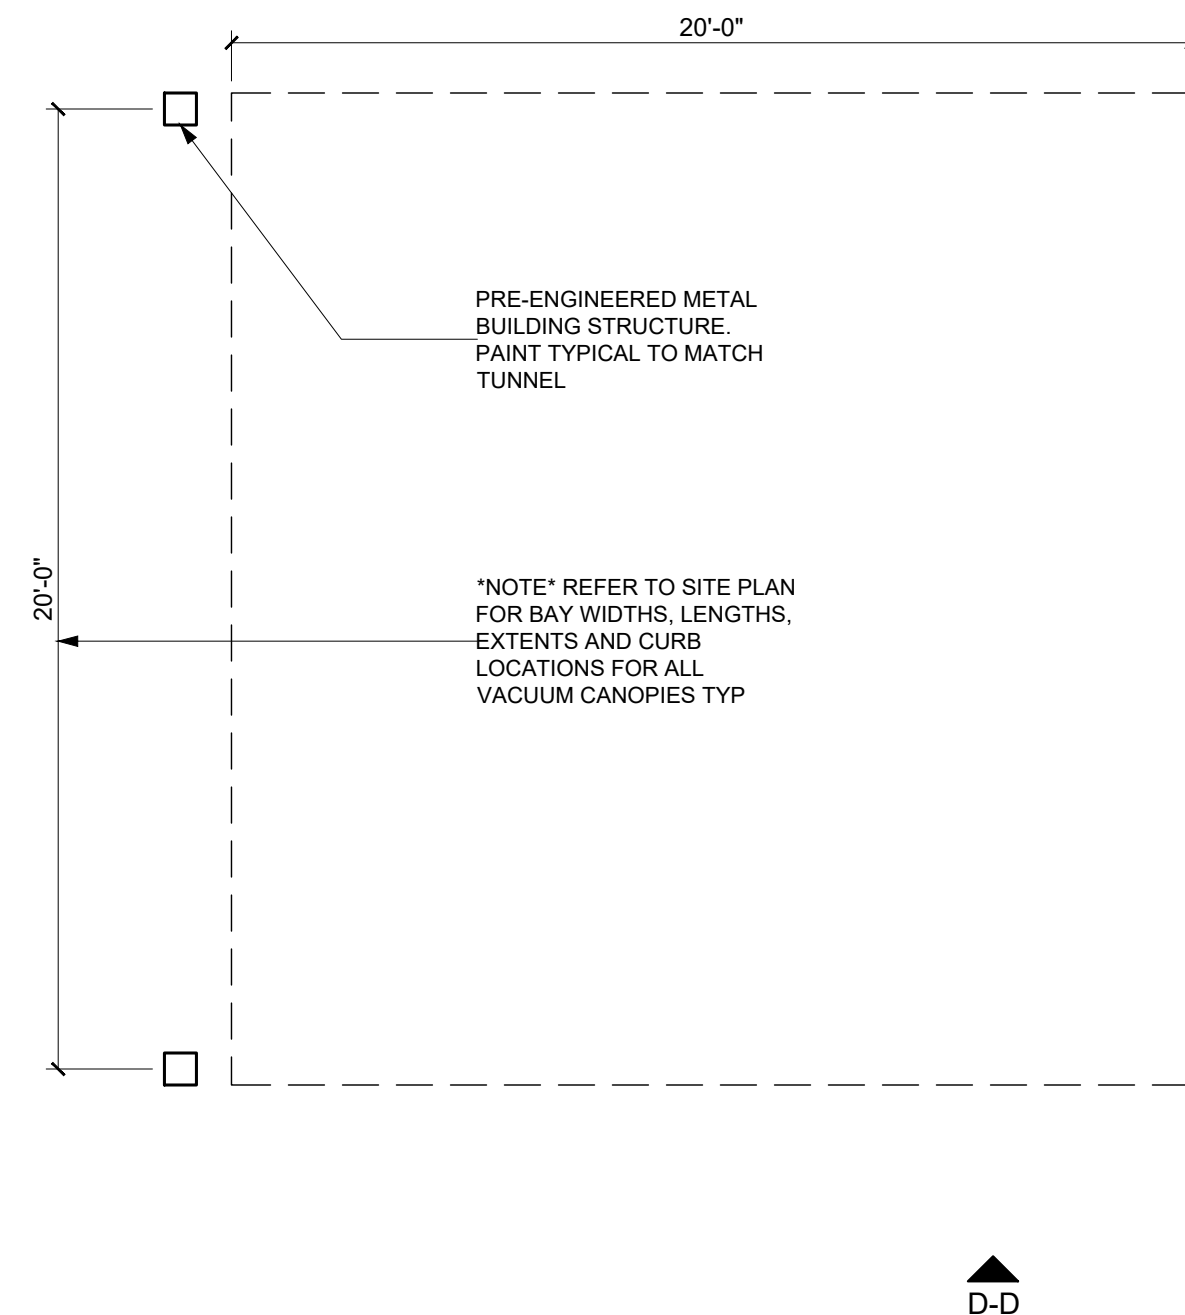 20'-0"
PRE-ENGINEERED METAL
BUILDING STRUCTURE.
PAINT TYPICAL TO MATCH
TUNNEL
20'-0"
*NOTE* REFER TO SITE PLAN
FOR BAY WIDTHS, LENGTHS,
EXTENTS AND CURB
LOCATIONS FOR ALL
VACUUM CANOPIES TYP
D-D